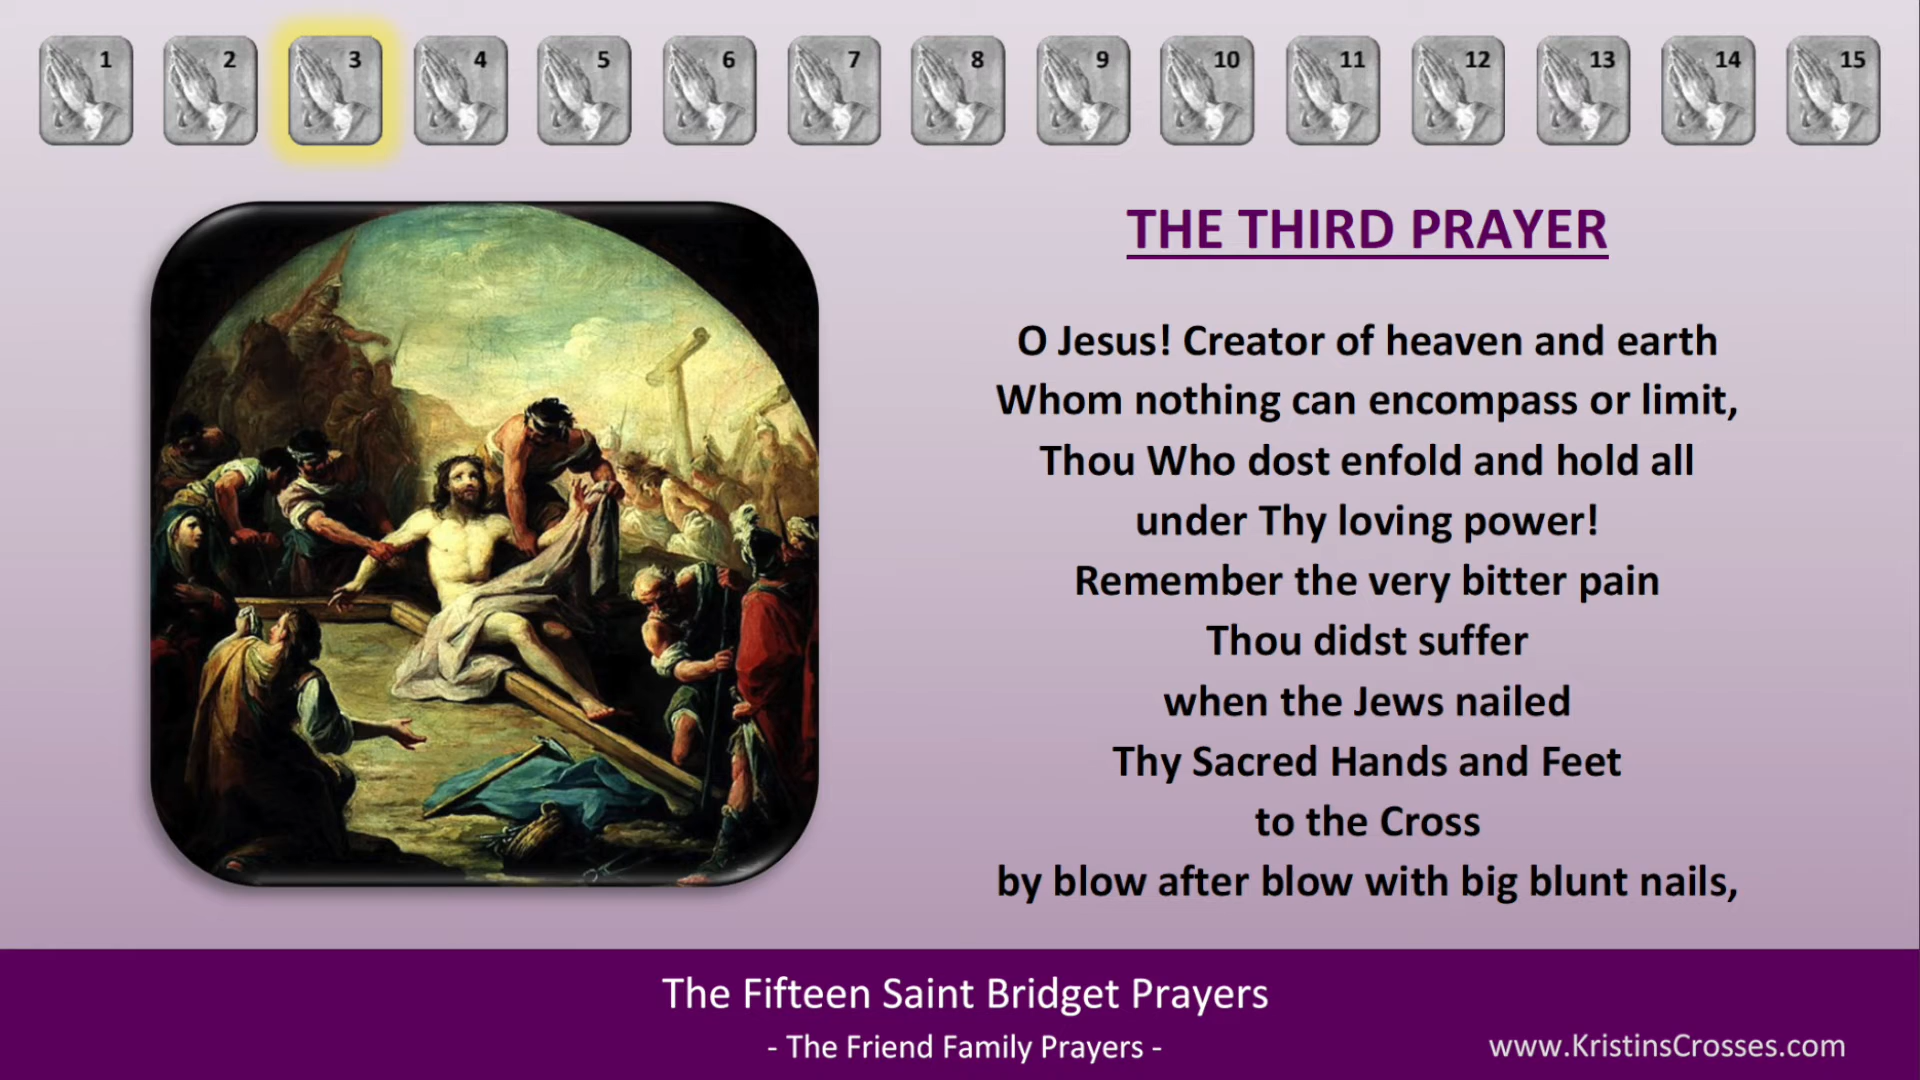 1 2 3 4 5 6 7 8 9 10 11 12 13 14 15
THE THIRD PRAYER
O Jesus! Creator of heaven and earth
Whom nothing can encompass or limit,
Thou Who dost enfold and hold all
under Thy loving power!
Remember the very bitter pain
Thou didst suffer
when the Jews nailed
Thy Sacred Hands and Feet
to the Cross
by blow after blow with big blunt nails,
The Fifteen Saint Bridget Prayers
- The Friend Family Prayers -
www.KristinsCrosses.com